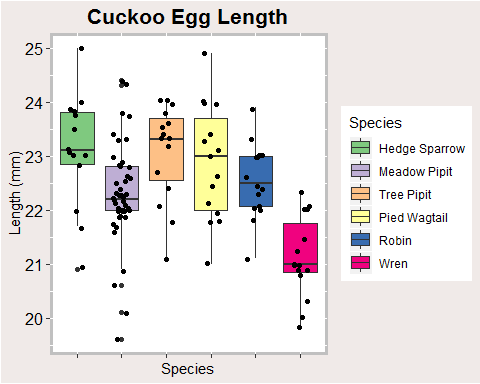 Cuckoo Egg Length
25
24
23
22
21
20
Length (mm)
Species
Species
Hedge Sparrow
Meadow Pipit
Tree Pipit
Pied Wagtail
Robin
Wren